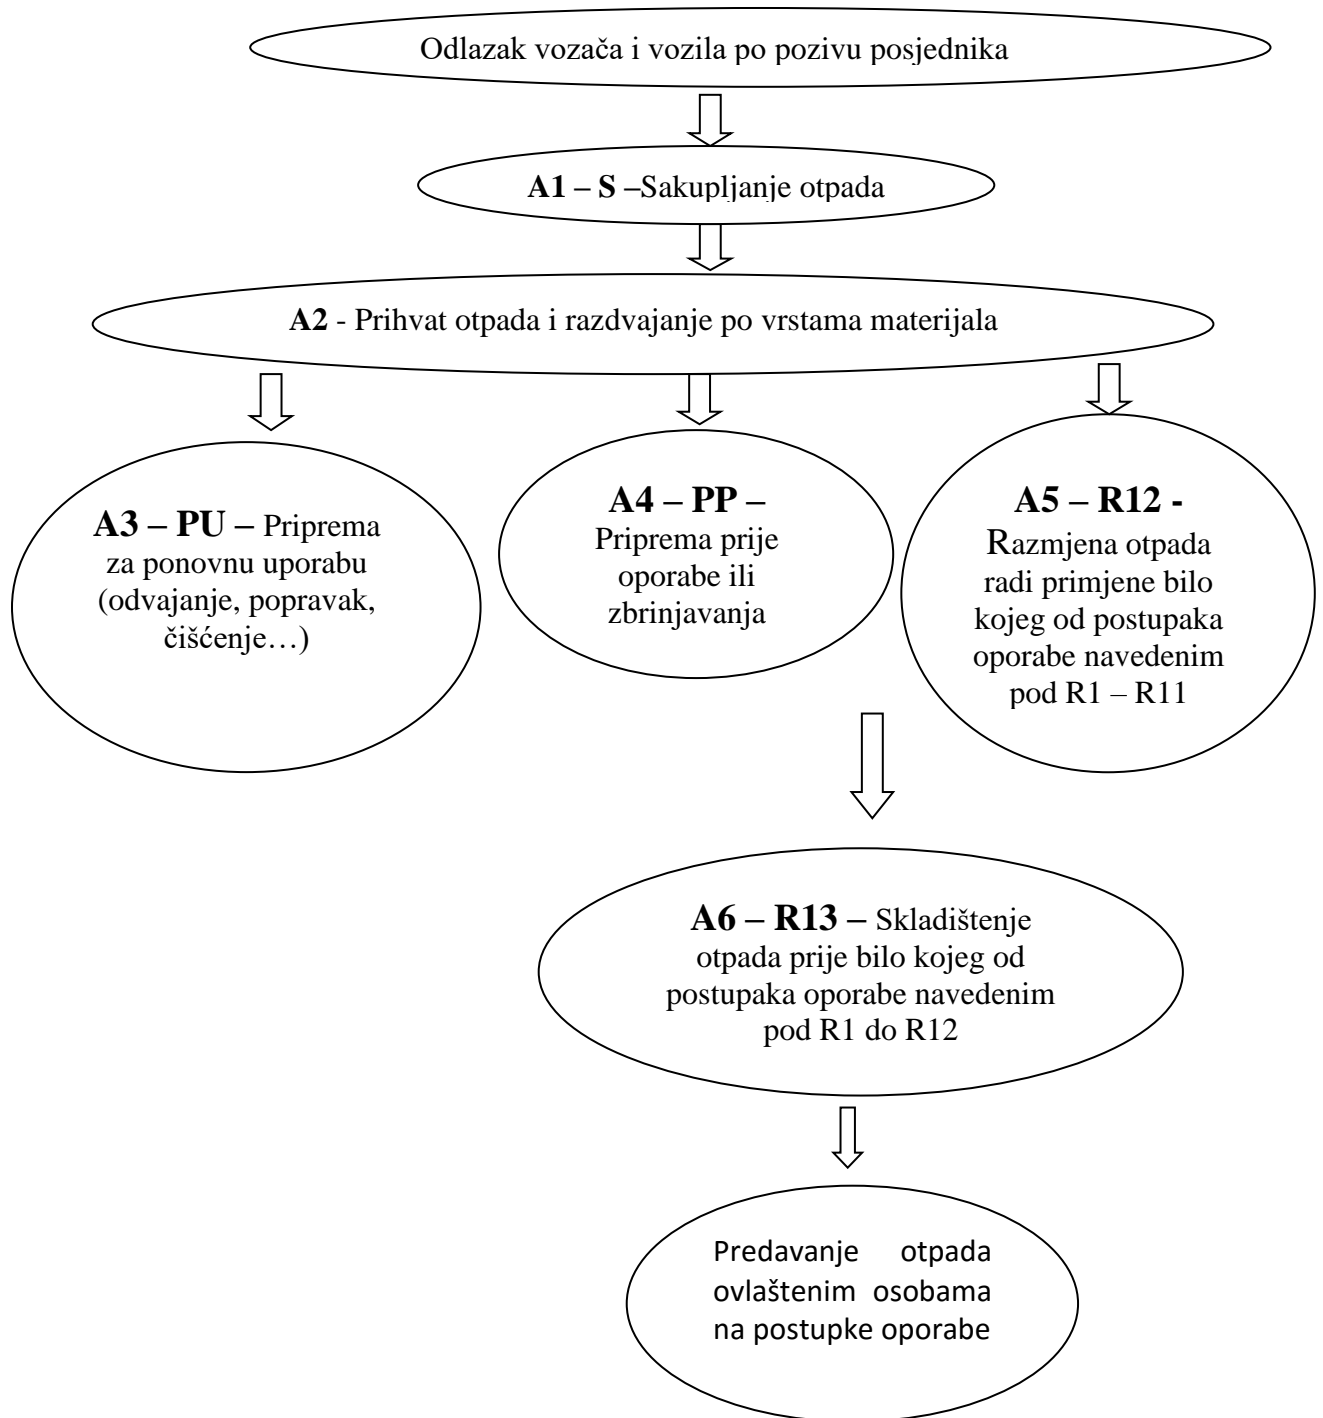 Odlazak vozača i vozila po pozivu posjednika
A1 – S –Sakupljanje otpada
A2 - Prihvat otpada i razdvajanje po vrstama materijala
A3 – PU – Priprema
za ponovnu uporabu
(odvajanje, popravak,
čišćenje…)
A4 – PP –
Priprema prije
oporabe ili
zbrinjavanja
A5 – R12 -
Razmjena otpada
radi primjene bilo
kojeg od postupaka
oporabe navedenim
pod R1 – R11
A6 – R13 – Skladištenje
otpada prije bilo kojeg od
postupaka oporabe navedenim
pod R1 do R12
Predavanje otpada
ovlaštenim osobama
na postupke oporabe